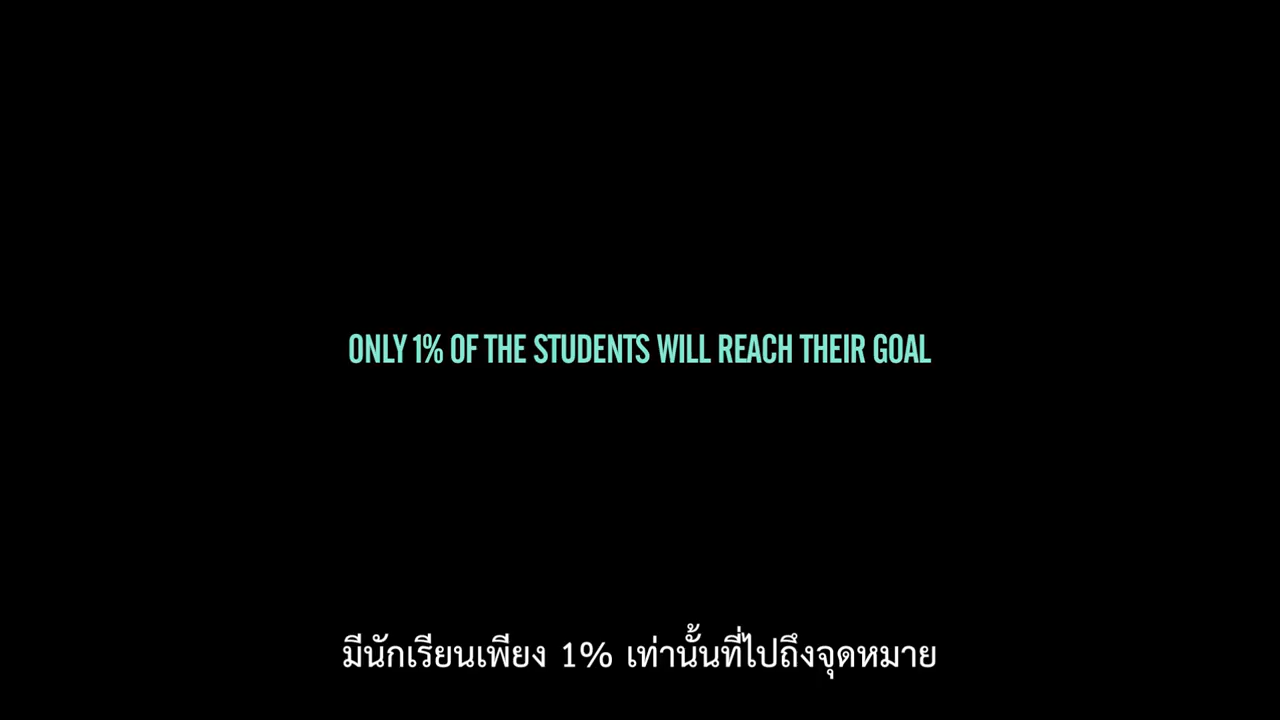 ONLY 1% OF THE STUDENTS WILL REACH THEIR GOAL
มีนักเรียนเพียง 1% เท่านั้นที่ไปถึงจุดหมาย